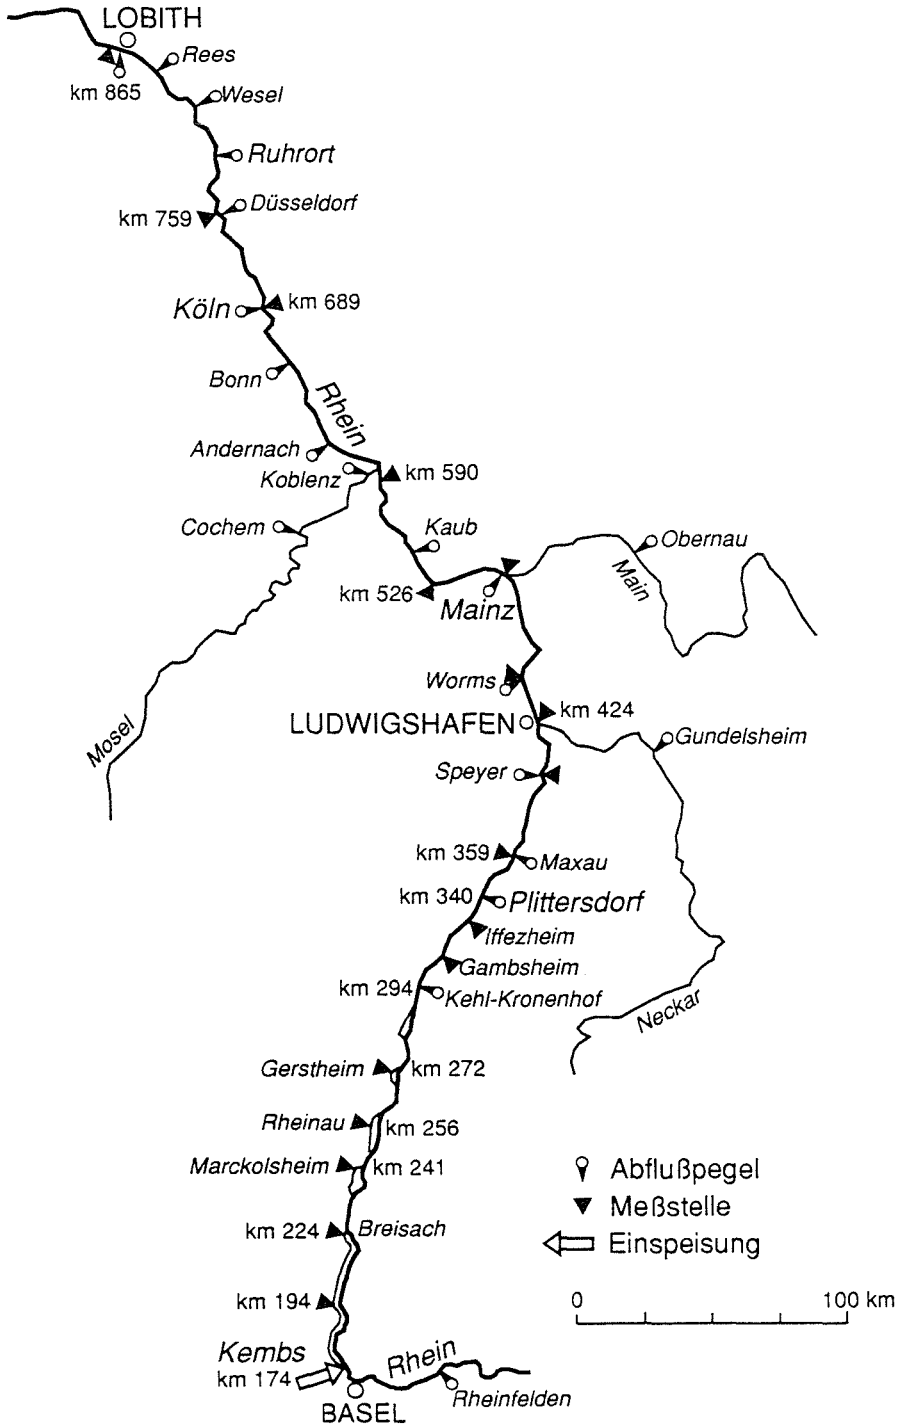 LOBITH
Rees
km 865
Wesel
Ruhrort
Düsseldorf
km 759
Köln
km 689
Bonn
Rhein
Andernach
Koblenz
km 590
Cochem
Kaub
Obernau
Main
km 526
Mainz
Worms
LUDWIGSHAFEN
km 424
Mosel
Gundelsheim
Speyer
km 359
Maxau
km 340
Plittersdorf
Iffezheim
Gambsheim
km 294
Kehl-Kronenhof
Neckar
Gerstheim
km 272
Rheinau
km 256
Marckolsheim
km 241
km 224
Breisach
Abflußpegel
Meßstelle
Einspeisung
km 194
0
100 km
Kembs
km 174
Rhein
Rheinfelden
BASEL